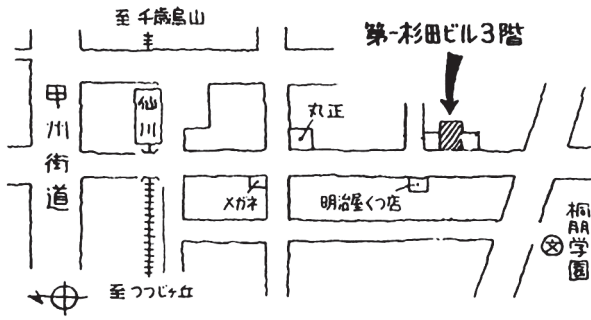 至 千歳烏山
第一杉田ビル3階
甲州街道
仙川
丸正
メガネ
明治屋くつ店
桐朋学園
文
至 つつじヶ丘